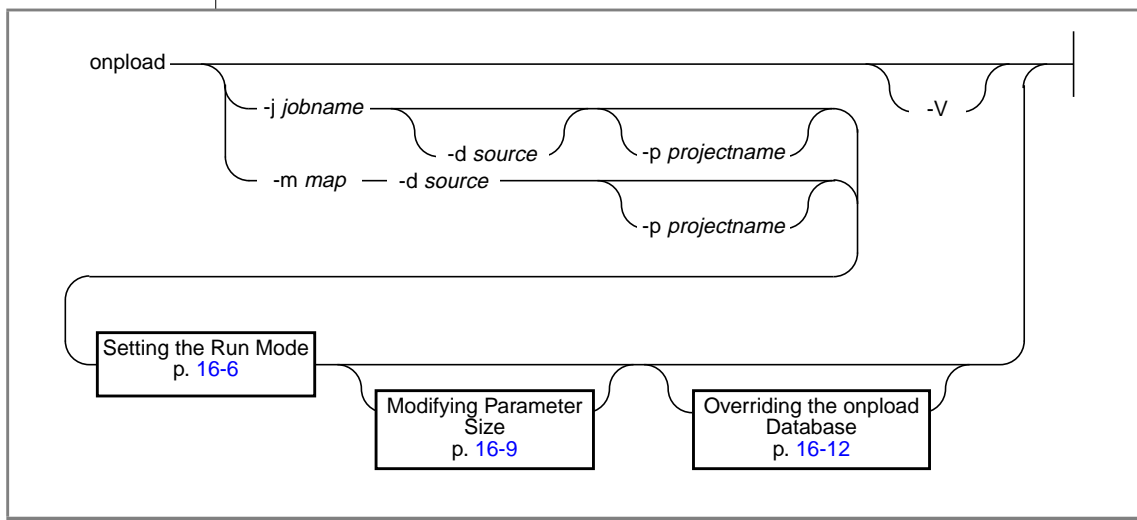 onpload
-V
-j jobname
-d source
-p projectname
-m map -d source
-p projectname
Setting the Run Mode
p. 16-6
Modifying Parameter
Size
p. 16-9
Overriding the onpload
Database
p. 16-12